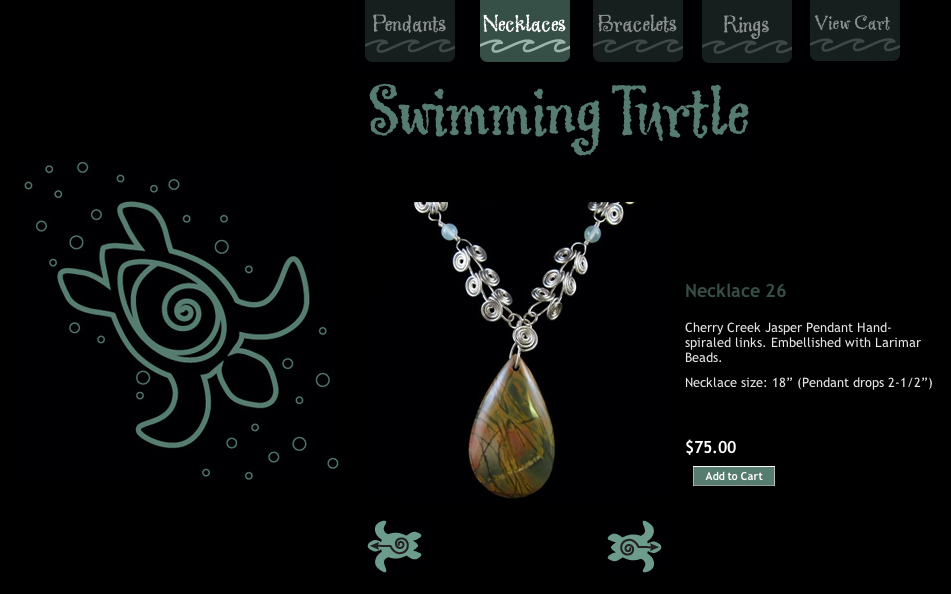 Pendants
Necklaces
Bracelets
Rings
View Cart
Swimming Turtle
Necklace 26
Cherry Creek Jasper Pendant Hand-
spiraled links. Embellished with Larimar
Beads.
Necklace size: 18” (Pendant drops 2-1/2”)
$75.00
Add to Cart